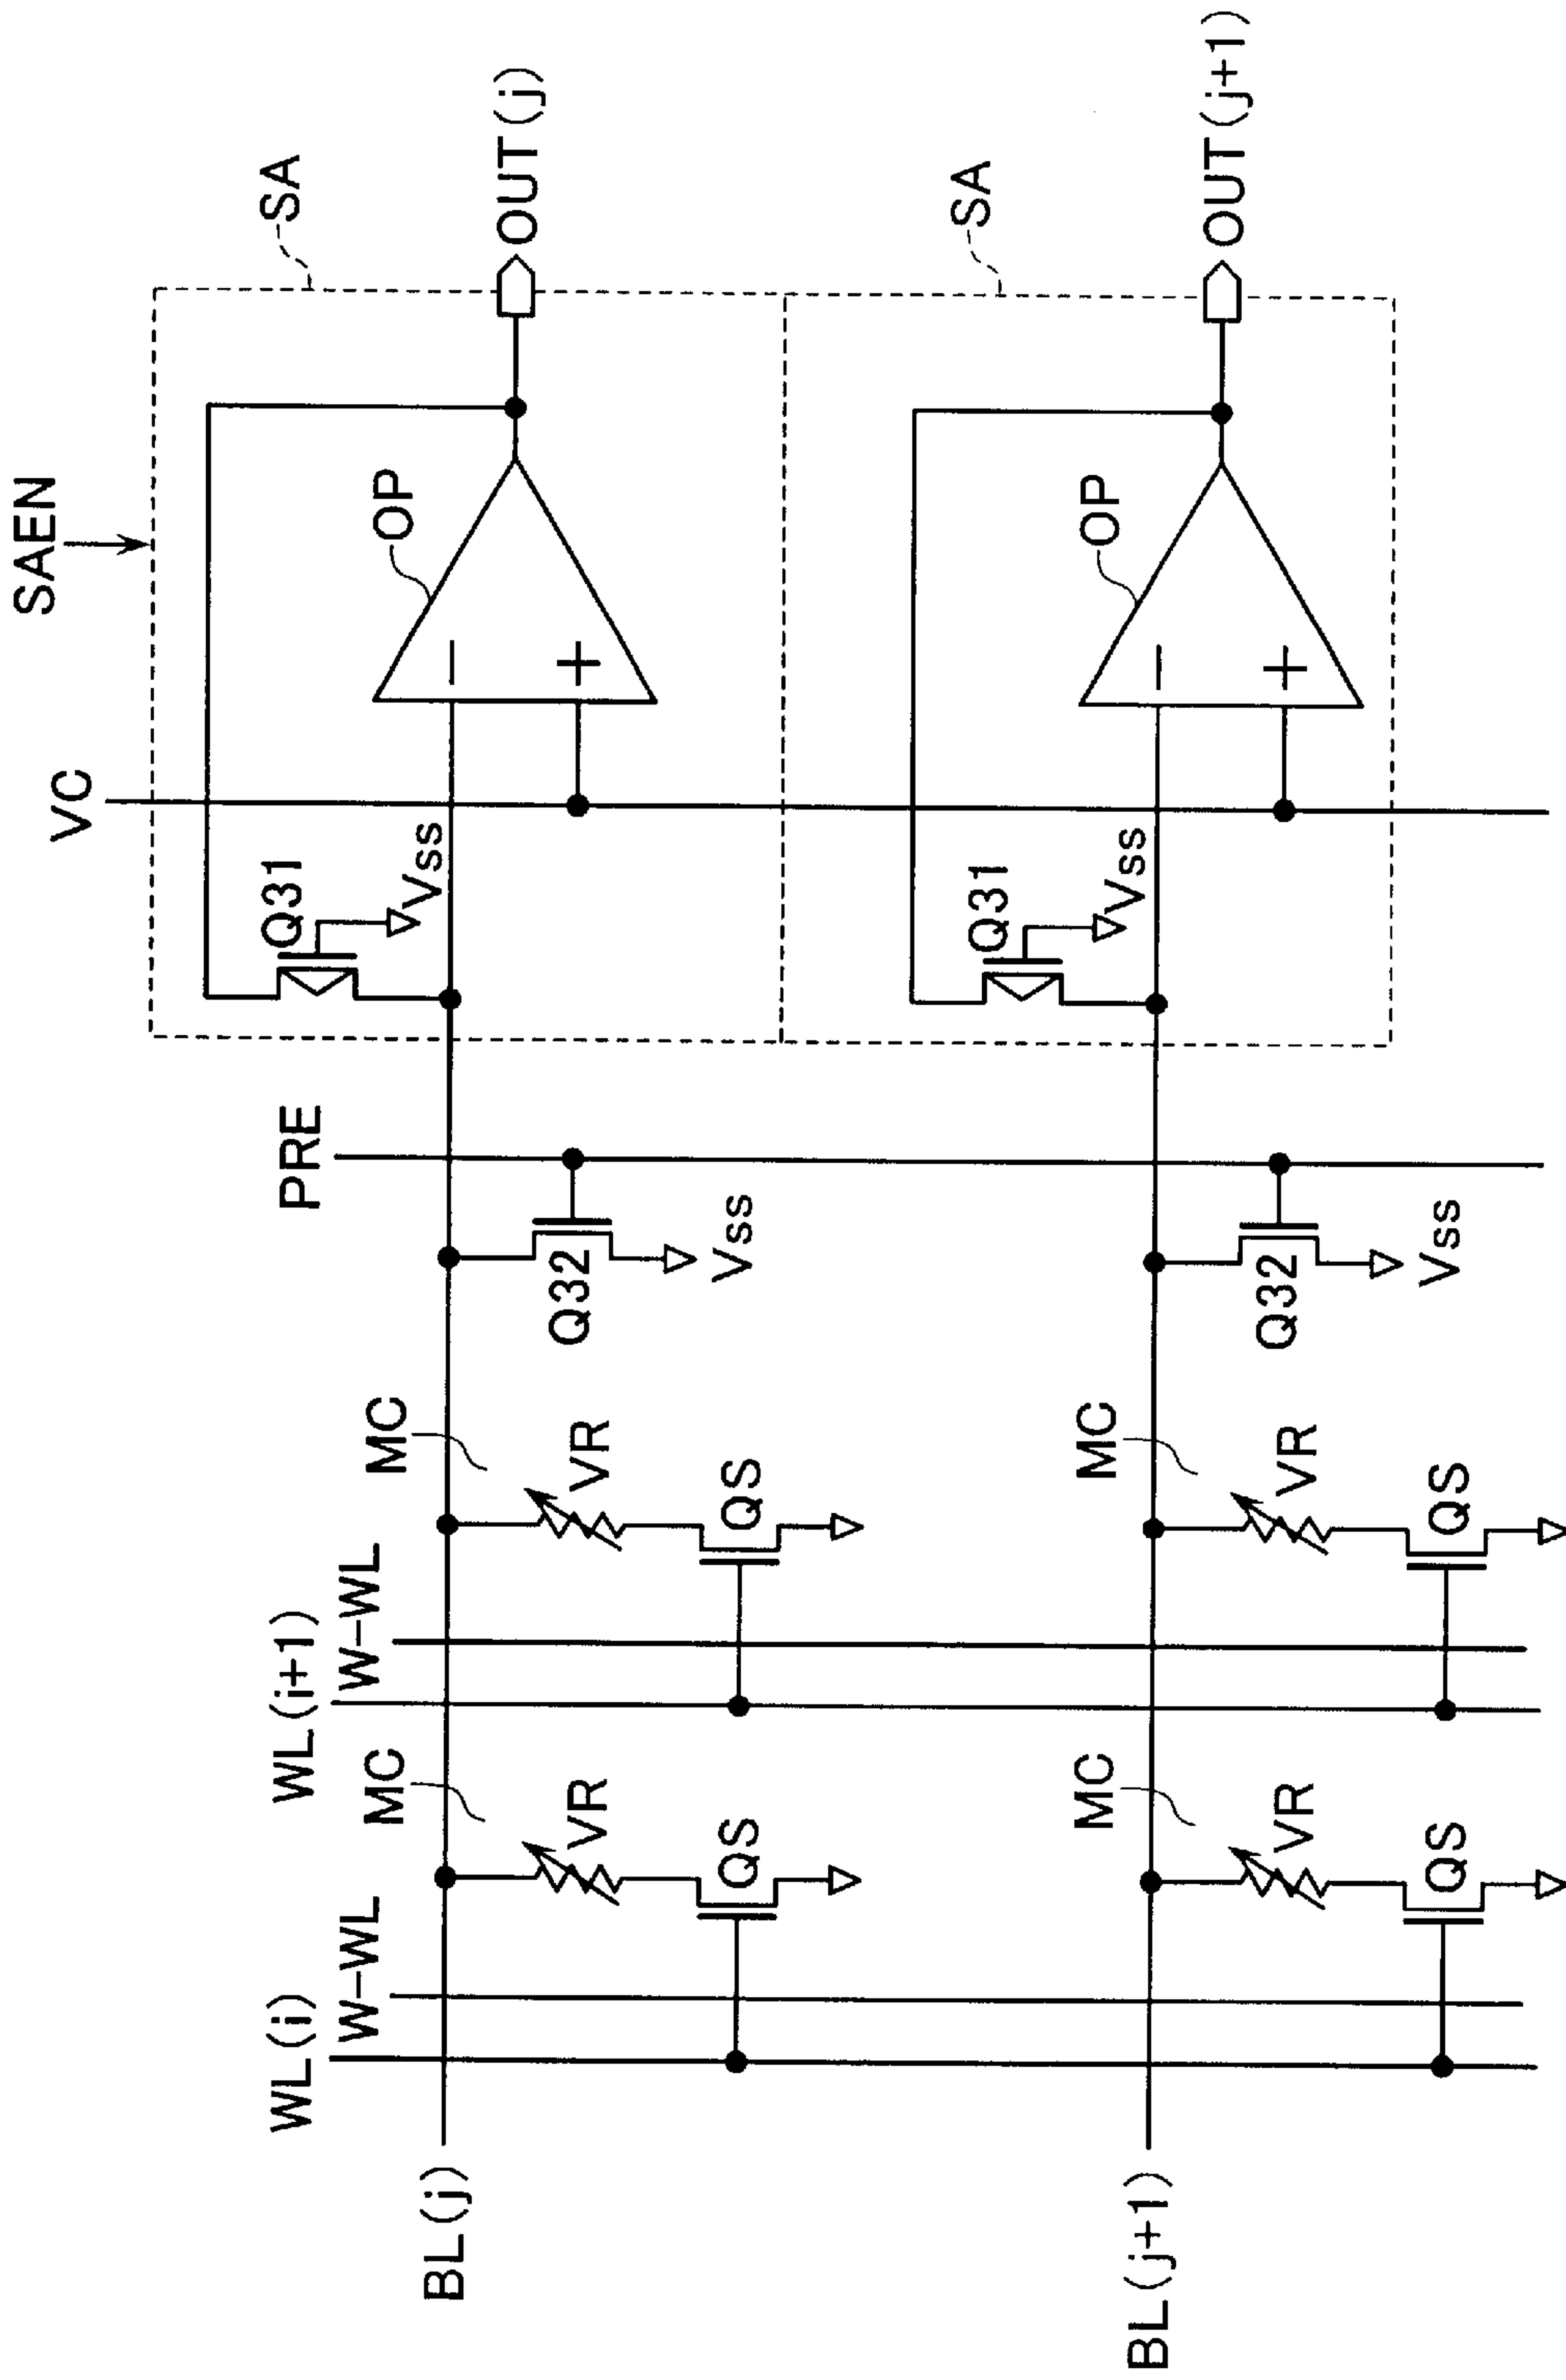 SAEN
VC
SA
Q31
Vss
OP
OUT(j)
PRE
Q32
Vss
WL(i+1)
W-WL
MC
VR
QS
WL(i)
W-WL
MC
VR
QS
BL(j)
SA
Q31
Vss
OP
OUT(j+1)
Q32
Vss
MC
VR
QS
MC
VR
QS
BL(j+1)